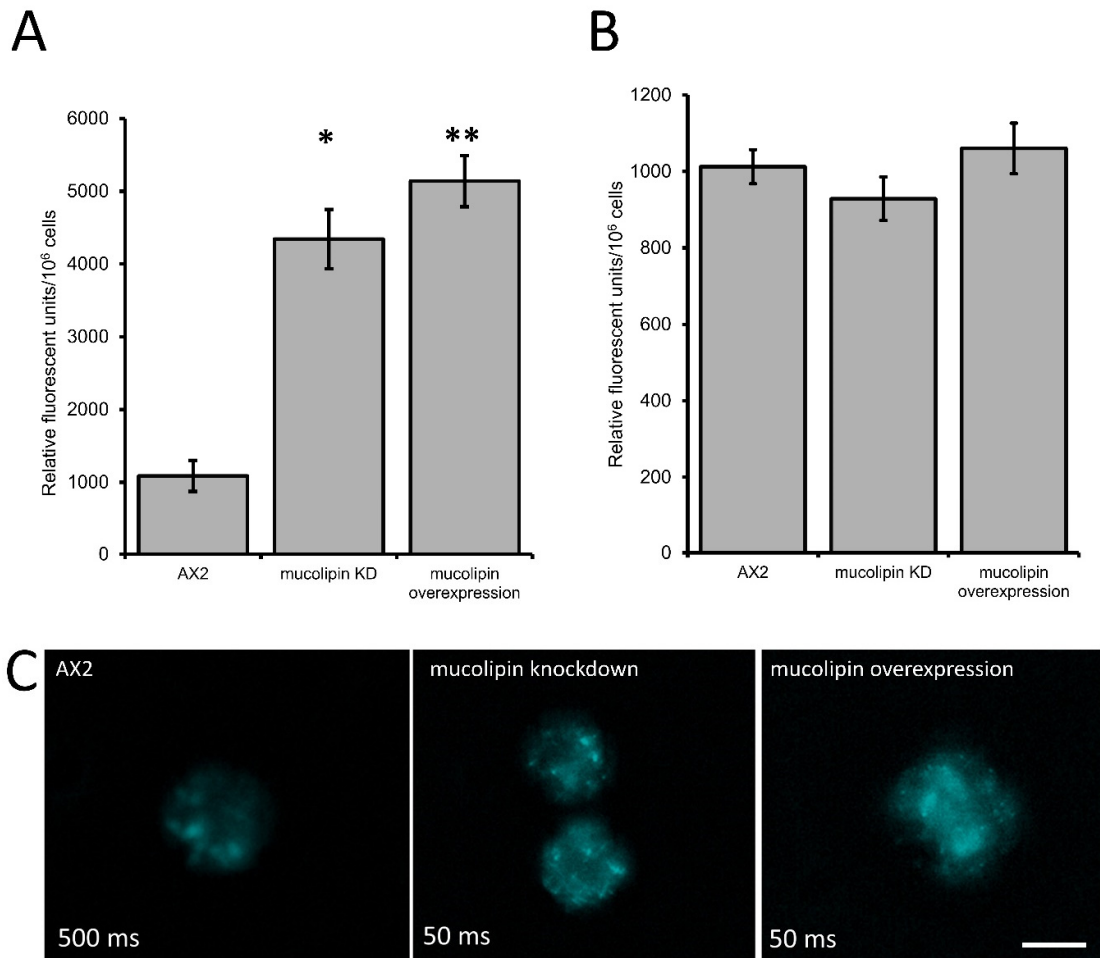 A
Relative fluorescent units/10⁶ cells
6000
5000
4000
3000
2000
1000
0
*
**
AX2
mucolipin KD
mucolipin
overexpression
B
Relative fluorescent units/10⁶ cells
1200
1000
800
600
400
200
0
AX2
mucolipin KD
mucolipin
overexpression
C
AX2
500 ms
mucolipin knockdown
50 ms
mucolipin overexpression
50 ms